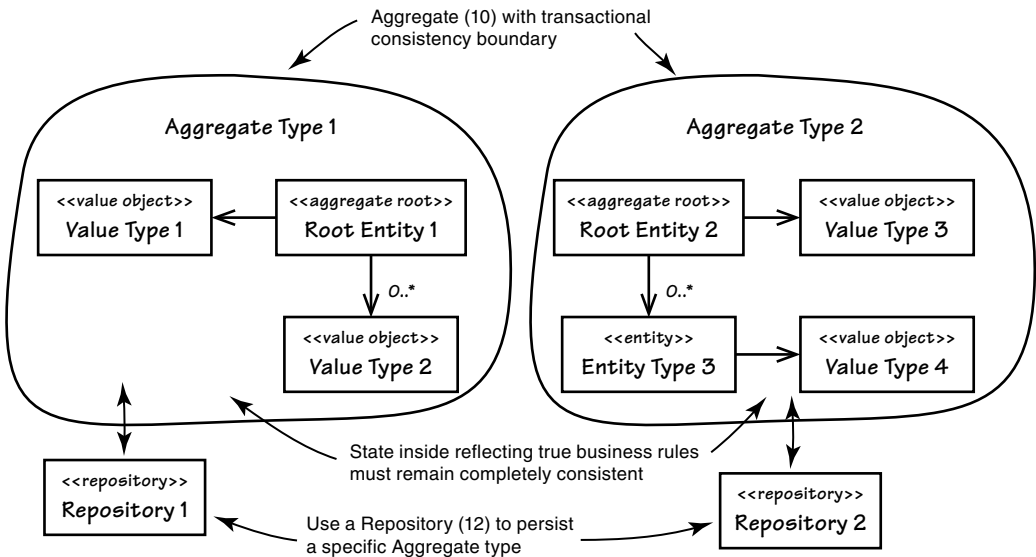 Aggregate (10) with transactional
consistency boundary
Aggregate Type 1
Aggregate Type 2
<<value object>>
Value Type 1
<<aggregate root>>
Root Entity 1
<<aggregate root>>
Root Entity 2
<<value object>>
Value Type 3
0..*
0..*
<<value object>>
Value Type 2
<<entity>>
Entity Type 3
<<value object>>
Value Type 4
State inside reflecting true business rules
must remain completely consistent
<<repository>>
Repository 1
<<repository>>
Repository 2
Use a Repository (12) to persist
a specific Aggregate type